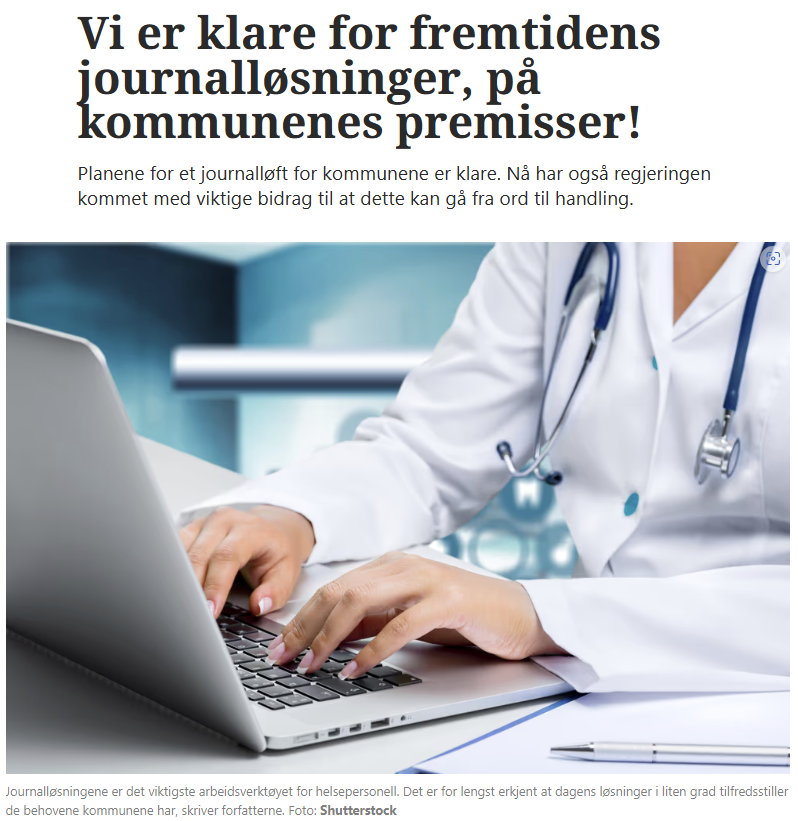 Vi er klare for fremtidens
journalløsninger, på
kommunenes premisser!
Planene for et journalløft for kommunene er klare. Nå har også regjeringen
kommet med viktige bidrag til at dette kan gå fra ord til handling.
Journalløsningene er det viktigste arbeidsverktøyet for helsepersonell. Det er for lengst erkjent at dagens løsninger i liten grad tilfredsstiller
de behovene kommunene har, skriver forfatterne. Foto: Shutterstock